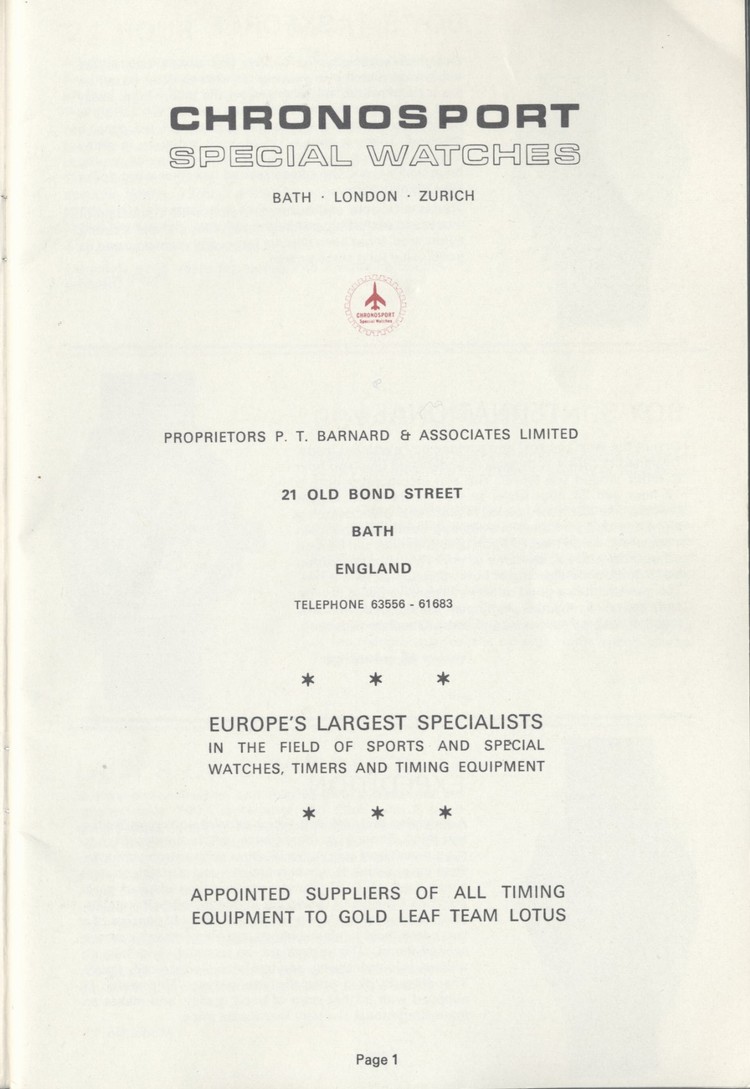 CHRONOSPORT
SPECIAL WATCHES
BATH · LONDON · ZURICH
CHRONOSPORT
Special Watches
PROPRIETORS P. T. BARNARD & ASSOCIATES LIMITED
21 OLD BOND STREET
BATH
ENGLAND
TELEPHONE 63556 - 61683
* * *
EUROPE'S LARGEST SPECIALISTS
IN THE FIELD OF SPORTS AND SPECIAL
WATCHES, TIMERS AND TIMING EQUIPMENT
* * *
APPOINTED SUPPLIERS OF ALL TIMING
EQUIPMENT TO GOLD LEAF TEAM LOTUS
Page 1